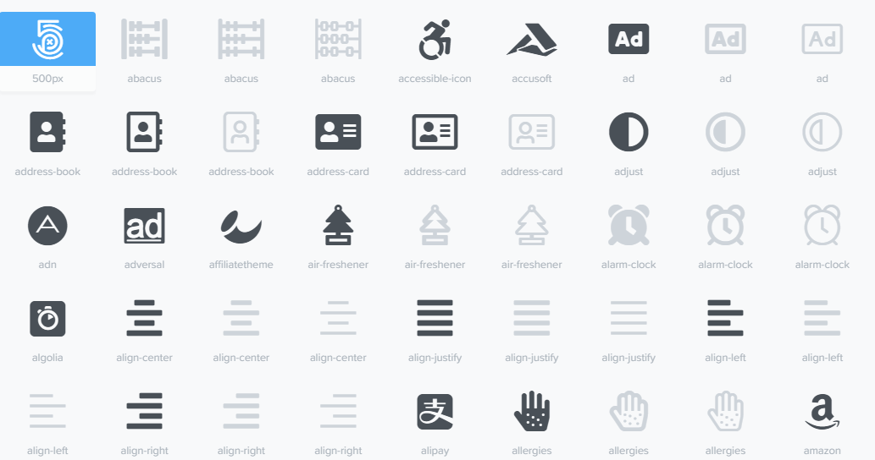 500px abacus abacus abacus accessible-icon accusoft Ad Ad Ad
ad ad ad
address-book address-book address-book address-card address-card address-card adjust adjust adjust
A ad
adn adversal affiliatetheme air-freshener air-freshener air-freshener alarm-clock alarm-clock alarm-clock
algolia align-center align-center align-center align-justify align-justify align-justify align-left align-left
支 a
align-left align-right align-right align-right alipay allergies allergies allergies amazon